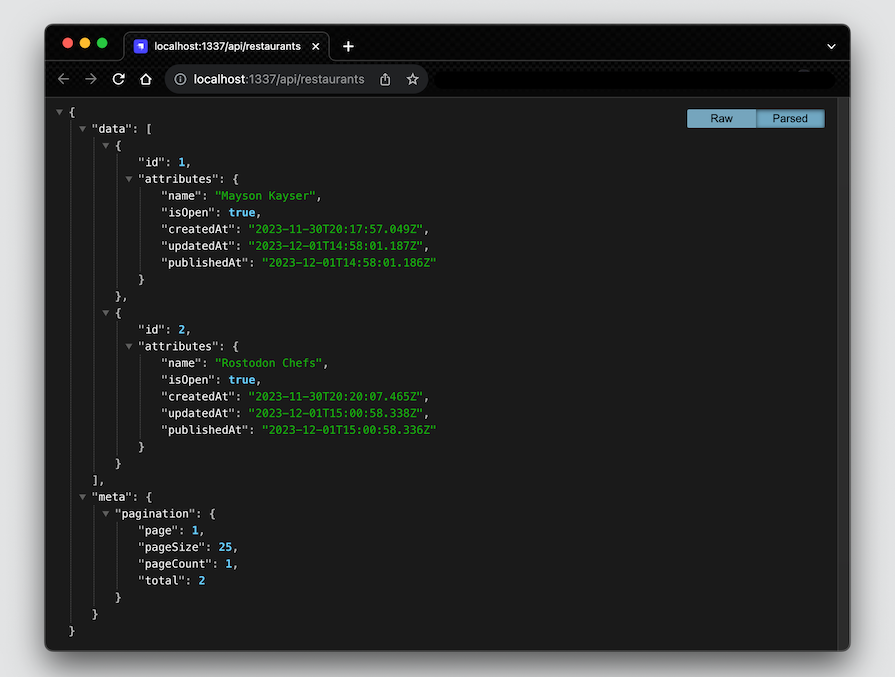 localhost:1337/api/restaurants
localhost:1337/api/restaurants
Raw Parsed
{
"data": [
{
"id": 1,
"attributes": {
"name": "Mayson Kayser",
"isOpen": true,
"createdAt": "2023-11-30T20:17:57.049Z",
"updatedAt": "2023-12-01T14:58:01.187Z",
"publishedAt": "2023-12-01T14:58:01.186Z"
}
},
{
"id": 2,
"attributes": {
"name": "Rostodon Chefs",
"isOpen": true,
"createdAt": "2023-11-30T20:20:07.465Z",
"updatedAt": "2023-12-01T15:00:58.338Z",
"publishedAt": "2023-12-01T15:00:58.336Z"
}
}
],
"meta": {
"pagination": {
"page": 1,
"pageSize": 25,
"pageCount": 1,
"total": 2
}
}
}